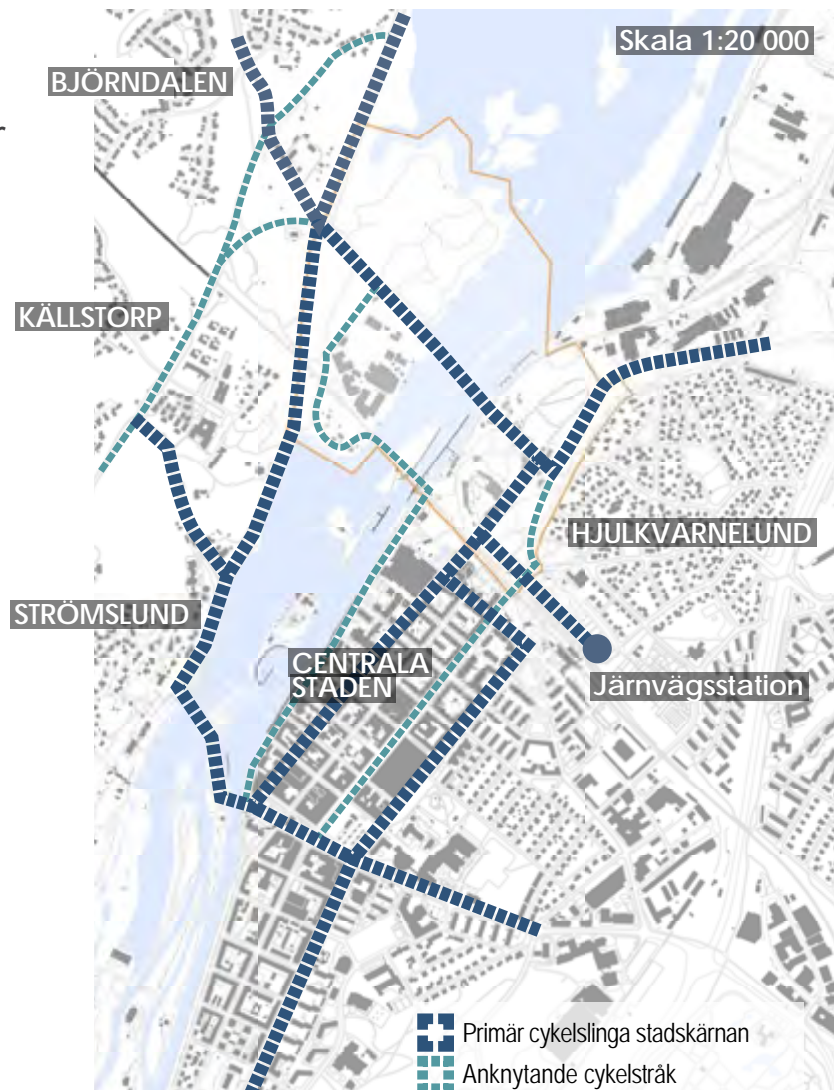 Skala 1:20 000
BJÖRNDALEN
KÄLLSTORP
HJULKVARNELUND
STRÖMSLUND
CENTRALA
STADEN
Järnvägsstation
Primär cykelslinga stadskärnan
Anknytande cykelstråk